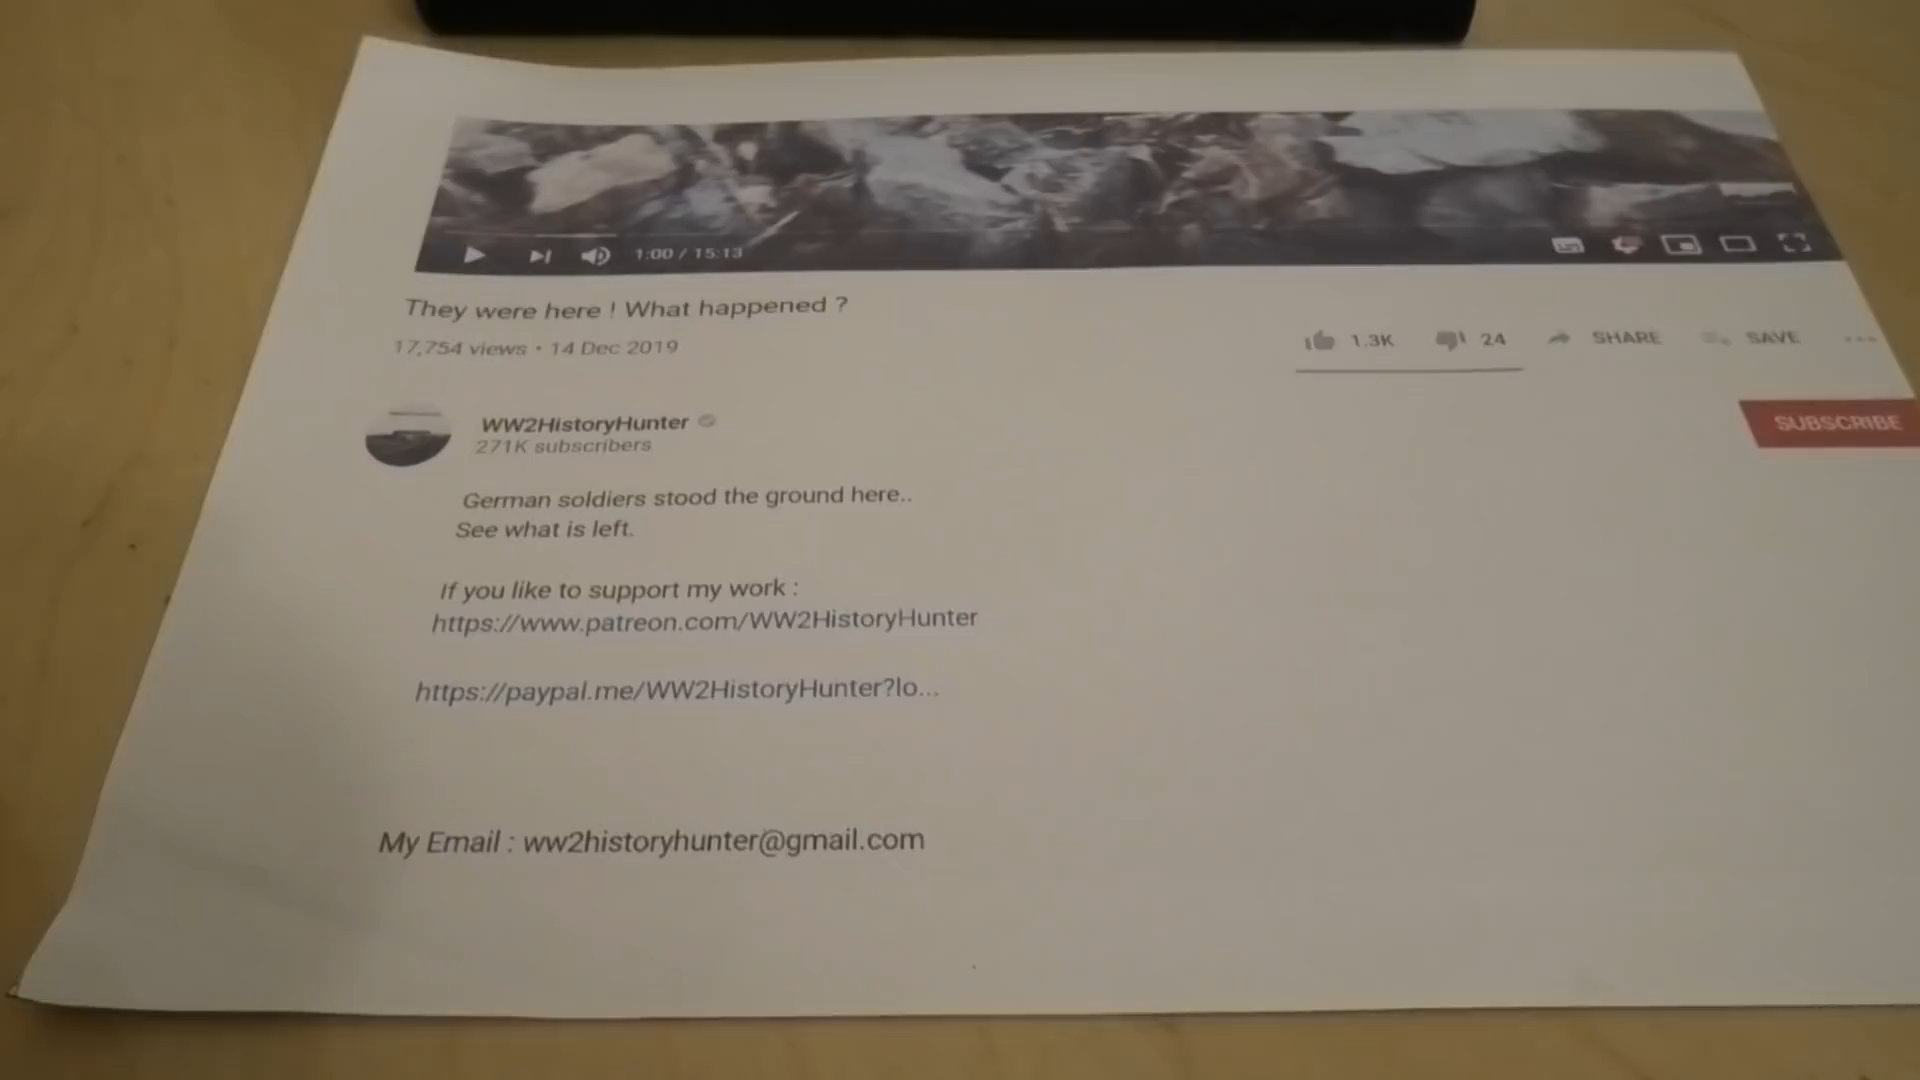 1:00 / 15:13
They were here ! What happened ?
17,754 views • 14 Dec 2019
1.3K 24 SHARE SAVE
WW2HistoryHunter
271K subscribers
SUBSCRIBE
German soldiers stood the ground here..
See what is left.
If you like to support my work :
https://www.patreon.com/WW2HistoryHunter
https://paypal.me/WW2HistoryHunter?lo...
My Email : ww2historyhunter@gmail.com